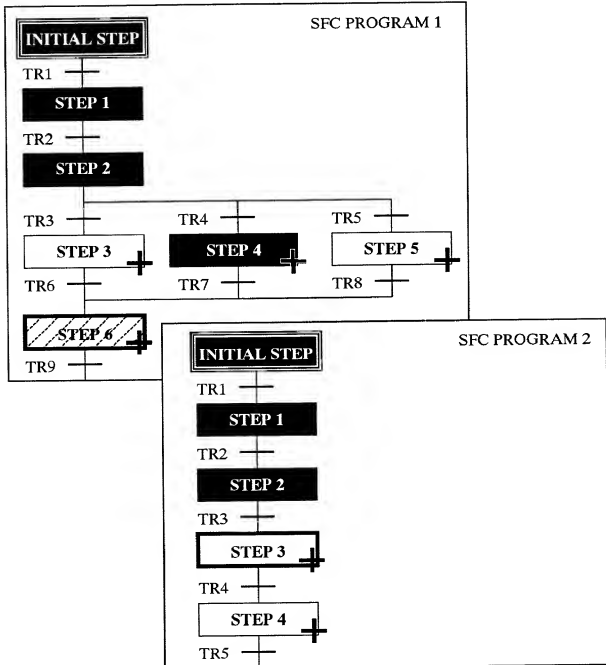 SFC PROGRAM 1
INITIAL STEP
TR1
STEP 1
TR2
STEP 2
TR3 TR4 TR5
STEP 3 STEP 4 STEP 5
TR6 TR7 TR8
STEP 6
TR9
SFC PROGRAM 2
INITIAL STEP
TR1
STEP 1
TR2
STEP 2
TR3
STEP 3
TR4
STEP 4
TR5